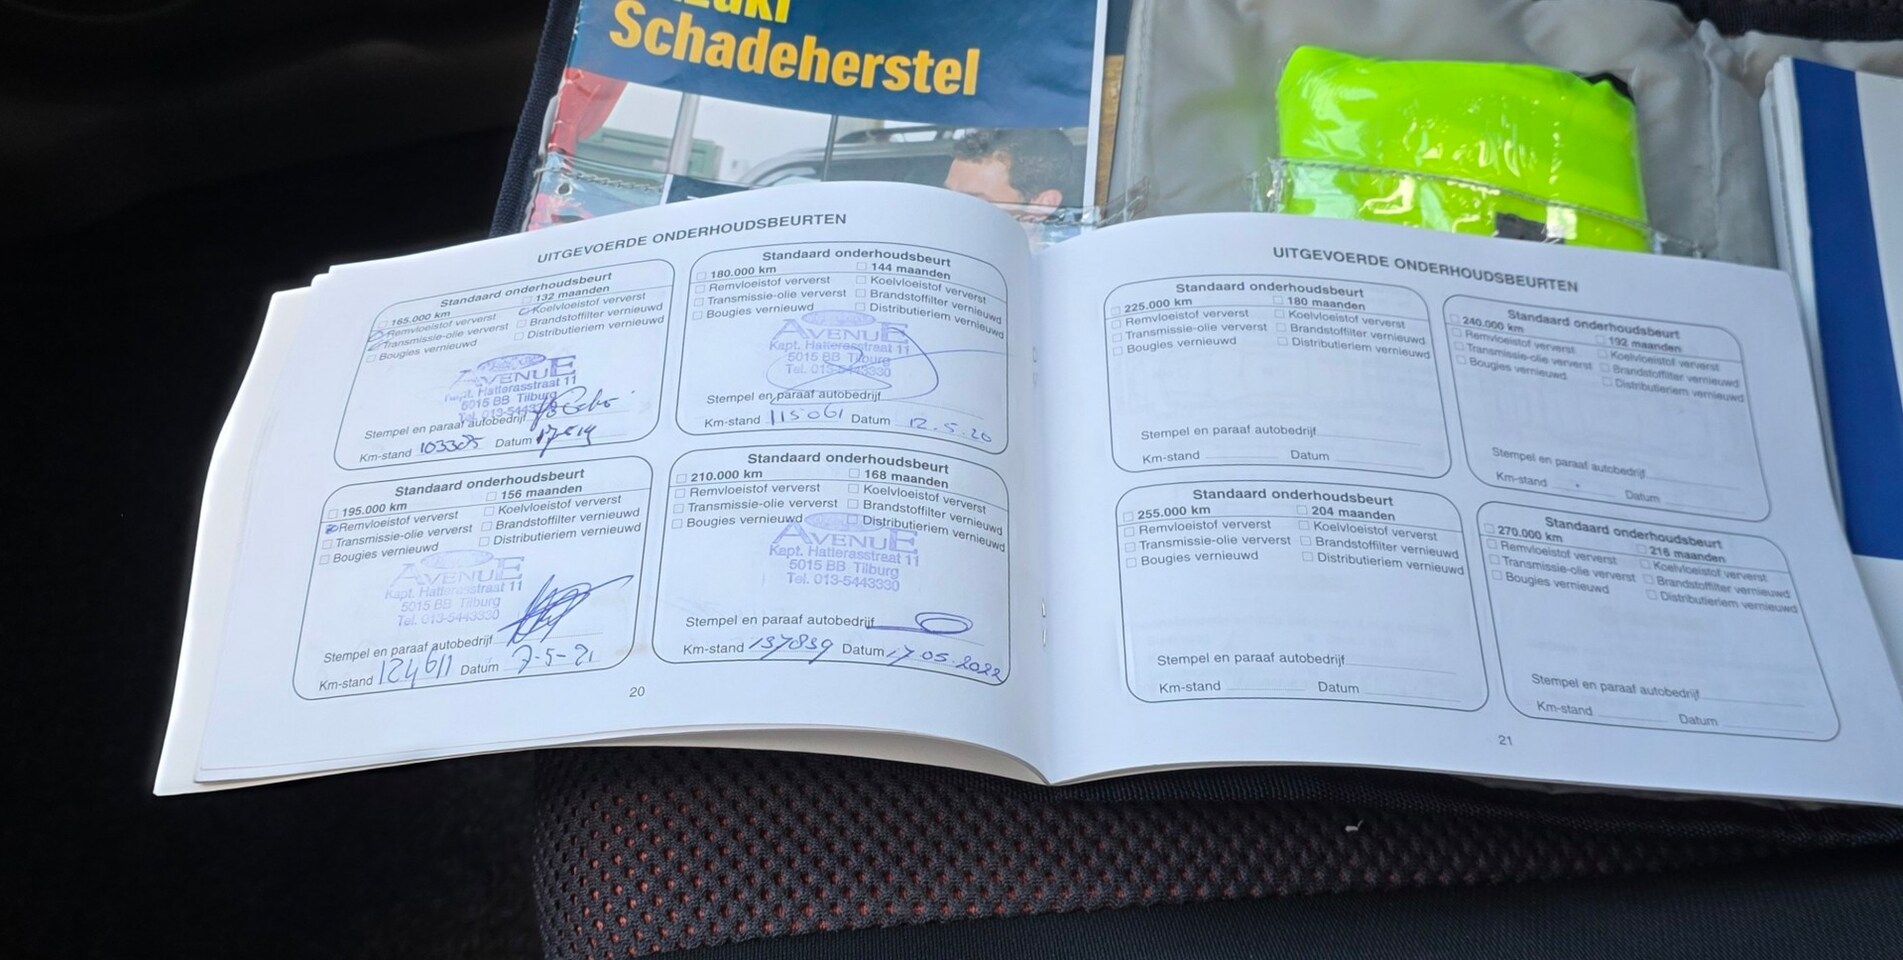 Schadeherstel
UITGEVOERDE ONDERHOUDSBEURTEN
Standaard onderhoudsbeurt
165.000 km 132 maanden
Remvloeistof ververst Koelvloeistof ververst
Transmissie-olie ververst Brandstoffilter vernieuwd
Bougies vernieuwd Distributieriem vernieuwd
AVENUE
Kapt. Hatterasstraat 11
5015 BB Tilburg
Tel. 013-5443330
Stempel en paraaf autobedrijf
Km-stand Datum
Standaard onderhoudsbeurt
180.000 km 144 maanden
Remvloeistof ververst Koelvloeistof ververst
Transmissie-olie ververst Brandstoffilter vernieuwd
Bougies vernieuwd Distributieriem vernieuwd
AVENUE
Kapt. Hatterasstraat 11
5015 BB Tilburg
Tel. 013-5443330
Stempel en paraaf autobedrijf
Km-stand 115061 Datum 12.5.20
Standaard onderhoudsbeurt
195.000 km 156 maanden
Remvloeistof ververst Koelvloeistof ververst
Transmissie-olie ververst Brandstoffilter vernieuwd
Bougies vernieuwd Distributieriem vernieuwd
AVENUE
Kapt. Hatterasstraat 11
5015 BB Tilburg
Tel. 013-5443330
Stempel en paraaf autobedrijf
Km-stand 124611 Datum 7-5-21
Standaard onderhoudsbeurt
210.000 km 168 maanden
Remvloeistof ververst Koelvloeistof ververst
Transmissie-olie ververst Brandstoffilter vernieuwd
Bougies vernieuwd Distributieriem vernieuwd
AVENUE
Kapt. Hatterasstraat 11
5015 BB Tilburg
Tel. 013-5443330
Stempel en paraaf autobedrijf
Km-stand 137839 Datum 17.05.2022
20
UITGEVOERDE ONDERHOUDSBEURTEN
Standaard onderhoudsbeurt
225.000 km 180 maanden
Remvloeistof ververst Koelvloeistof ververst
Transmissie-olie ververst Brandstoffilter vernieuwd
Bougies vernieuwd Distributieriem vernieuwd
Stempel en paraaf autobedrijf
Km-stand Datum
Standaard onderhoudsbeurt
240.000 km 192 maanden
Remvloeistof ververst Koelvloeistof ververst
Transmissie-olie ververst Brandstoffilter vernieuwd
Bougies vernieuwd Distributieriem vernieuwd
Stempel en paraaf autobedrijf
Km-stand Datum
Standaard onderhoudsbeurt
255.000 km 204 maanden
Remvloeistof ververst Koelvloeistof ververst
Transmissie-olie ververst Brandstoffilter vernieuwd
Bougies vernieuwd Distributieriem vernieuwd
Stempel en paraaf autobedrijf
Km-stand Datum
Standaard onderhoudsbeurt
270.000 km 216 maanden
Remvloeistof ververst Koelvloeistof ververst
Transmissie-olie ververst Brandstoffilter vernieuwd
Bougies vernieuwd Distributieriem vernieuwd
Stempel en paraaf autobedrijf
Km-stand Datum
21